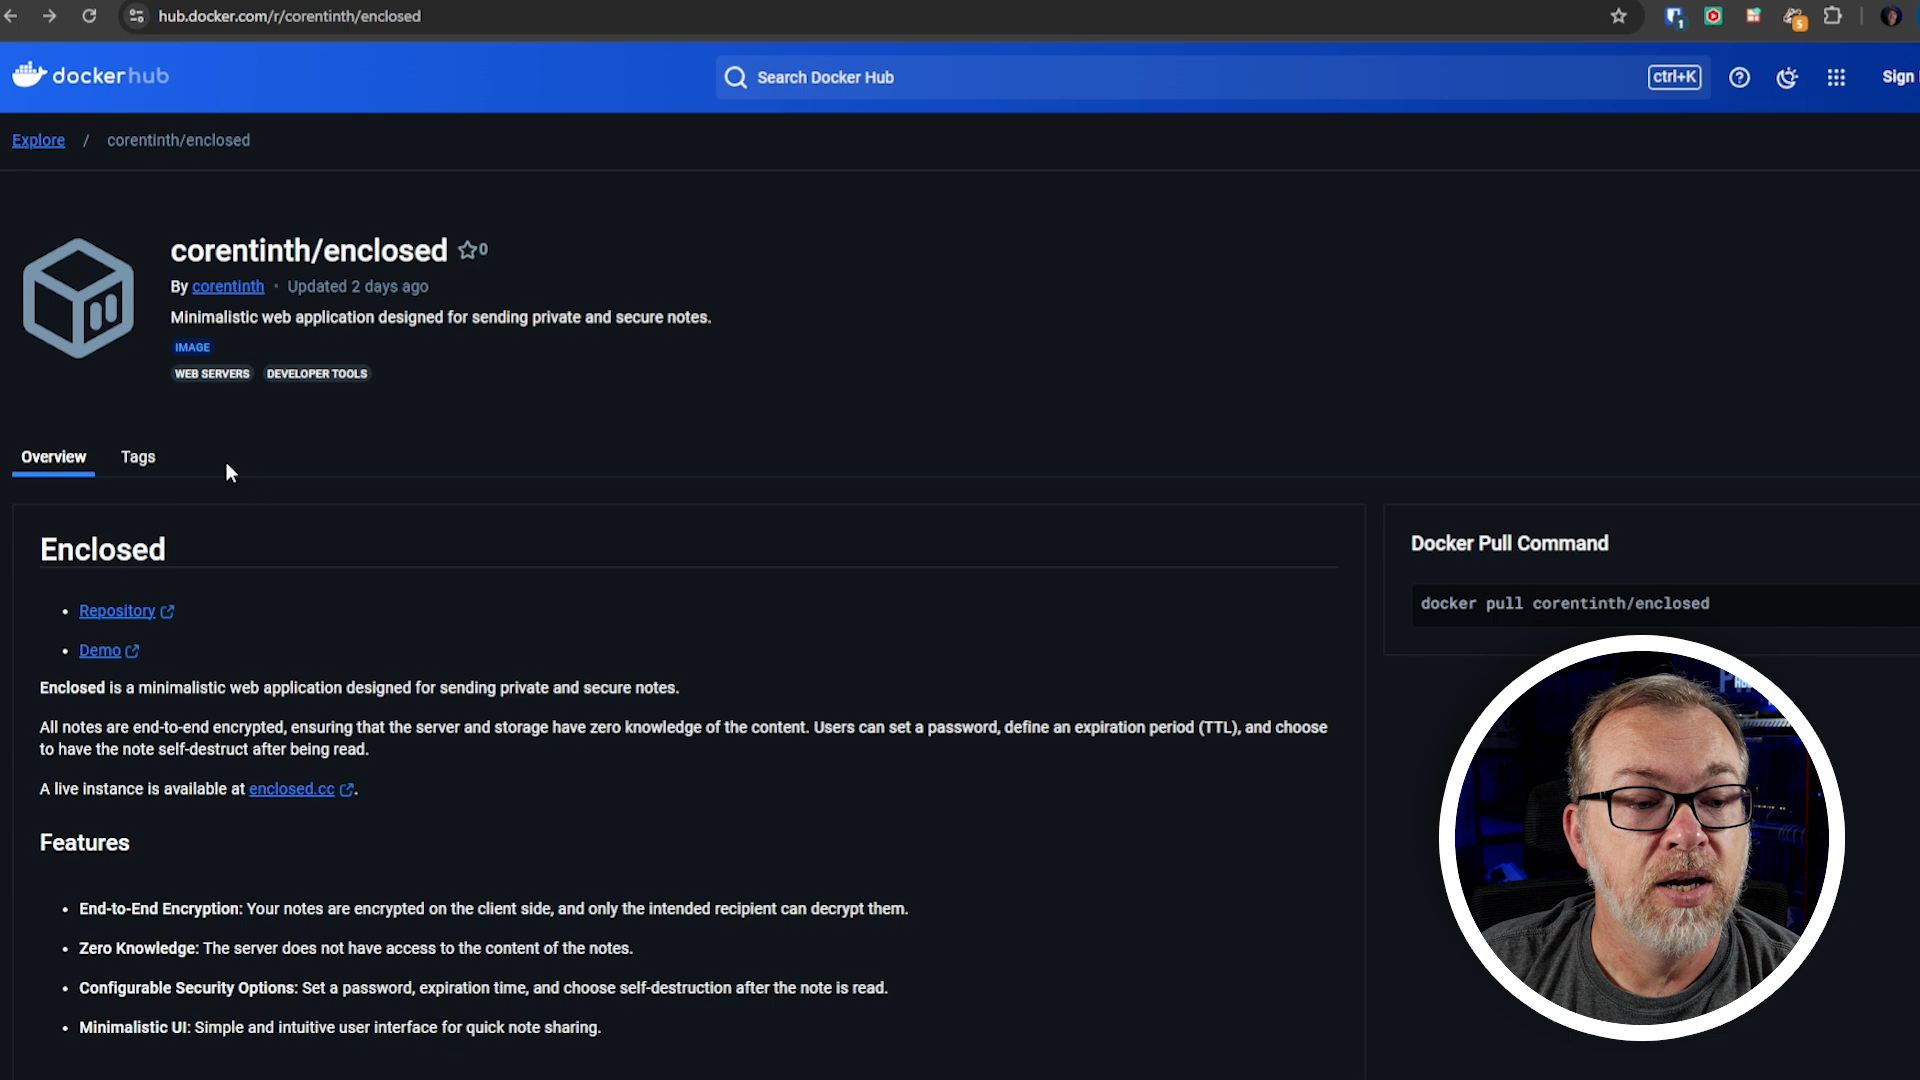 hub.docker.com/r/corentinth/enclosed
1
5
dockerhub
Search Docker Hub
ctrl+K
Sign
Explore / corentinth/enclosed
corentinth/enclosed
0
By corentinth · Updated 2 days ago
Minimalistic web application designed for sending private and secure notes.
IMAGE
WEB SERVERS DEVELOPER TOOLS
Overview
Tags
Enclosed
• Repository
• Demo
Enclosed is a minimalistic web application designed for sending private and secure notes.
All notes are end-to-end encrypted, ensuring that the server and storage have zero knowledge of the content. Users can set a password, define an expiration period (TTL), and choose
to have the note self-destruct after being read.
A live instance is available at enclosed.cc.
Features
• End-to-End Encryption: Your notes are encrypted on the client side, and only the intended recipient can decrypt them.
• Zero Knowledge: The server does not have access to the content of the notes.
• Configurable Security Options: Set a password, expiration time, and choose self-destruction after the note is read.
• Minimalistic UI: Simple and intuitive user interface for quick note sharing.
Docker Pull Command
docker pull corentinth/enclosed